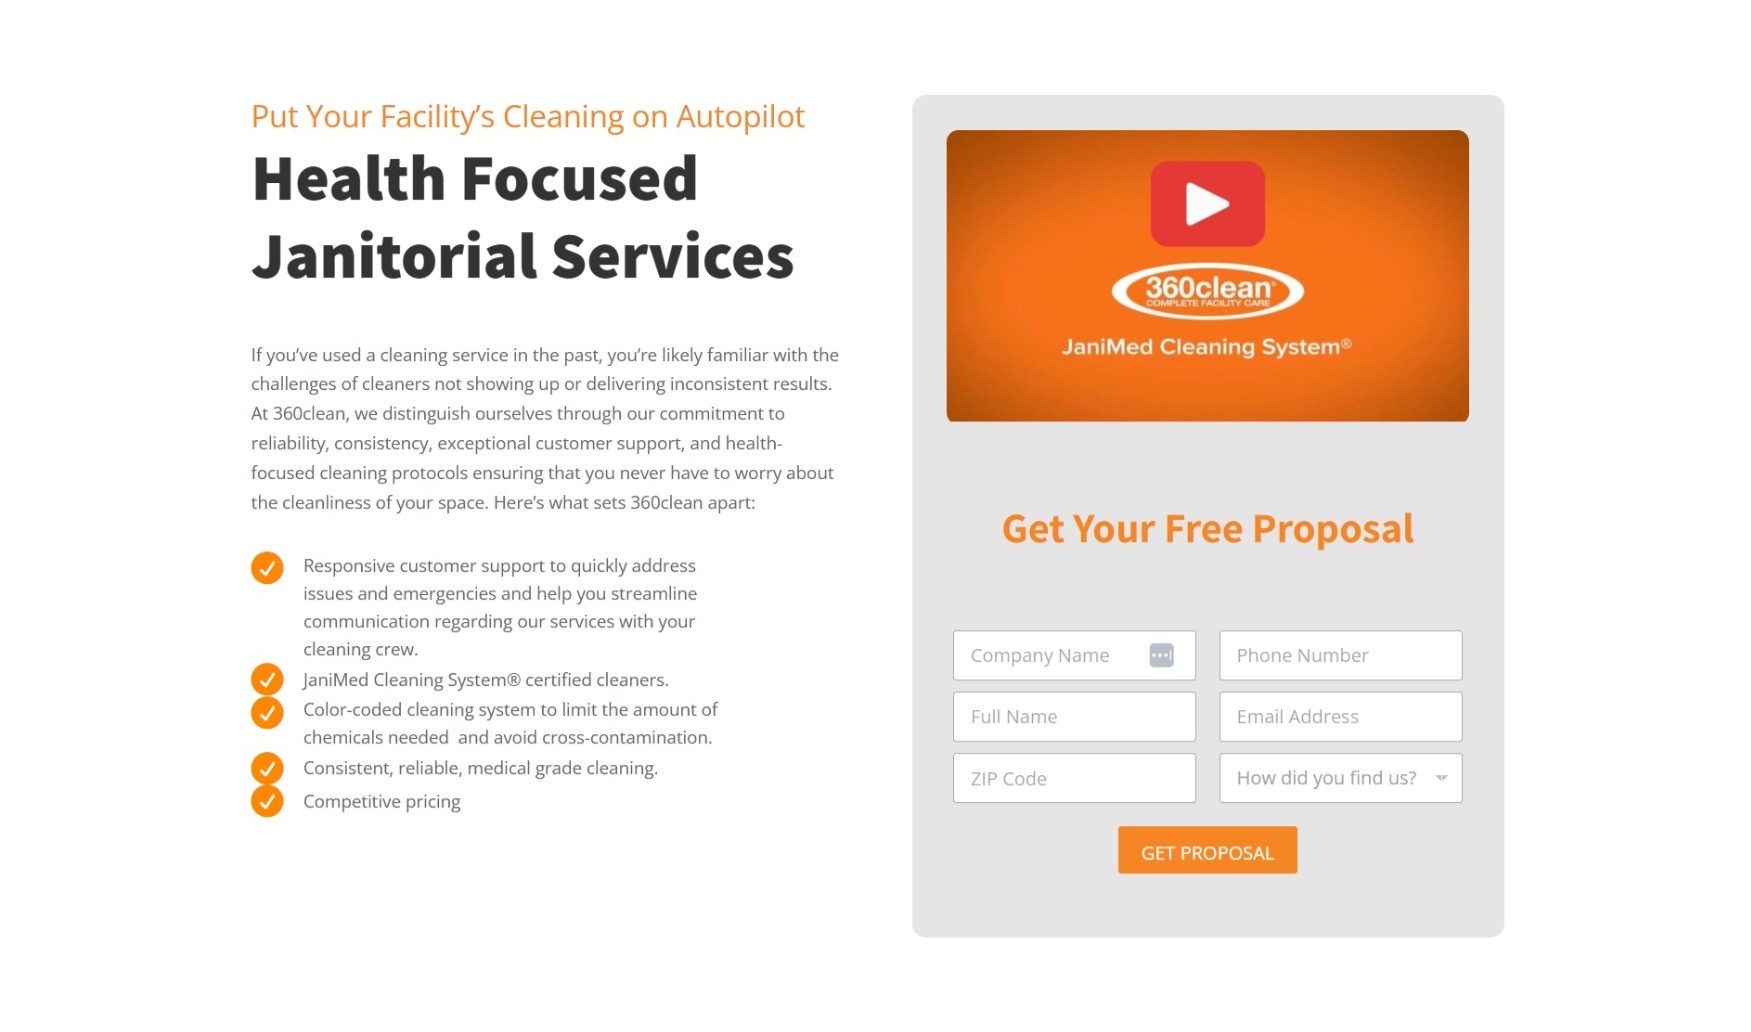 Put Your Facility’s Cleaning on Autopilot
Health Focused
Janitorial Services
If you’ve used a cleaning service in the past, you’re likely familiar with the
challenges of cleaners not showing up or delivering inconsistent results.
At 360clean, we distinguish ourselves through our commitment to
reliability, consistency, exceptional customer support, and health-
focused cleaning protocols ensuring that you never have to worry about
the cleanliness of your space. Here’s what sets 360clean apart:
Responsive customer support to quickly address
issues and emergencies and help you streamline
communication regarding our services with your
cleaning crew.
JaniMed Cleaning System® certified cleaners.
Color-coded cleaning system to limit the amount of
chemicals needed  and avoid cross-contamination.
Consistent, reliable, medical grade cleaning.
Competitive pricing
360clean®
COMPLETE FACILITY CARE
JaniMed Cleaning System®
Get Your Free Proposal
Company Name
Phone Number
Full Name
Email Address
ZIP Code
How did you find us?
GET PROPOSAL